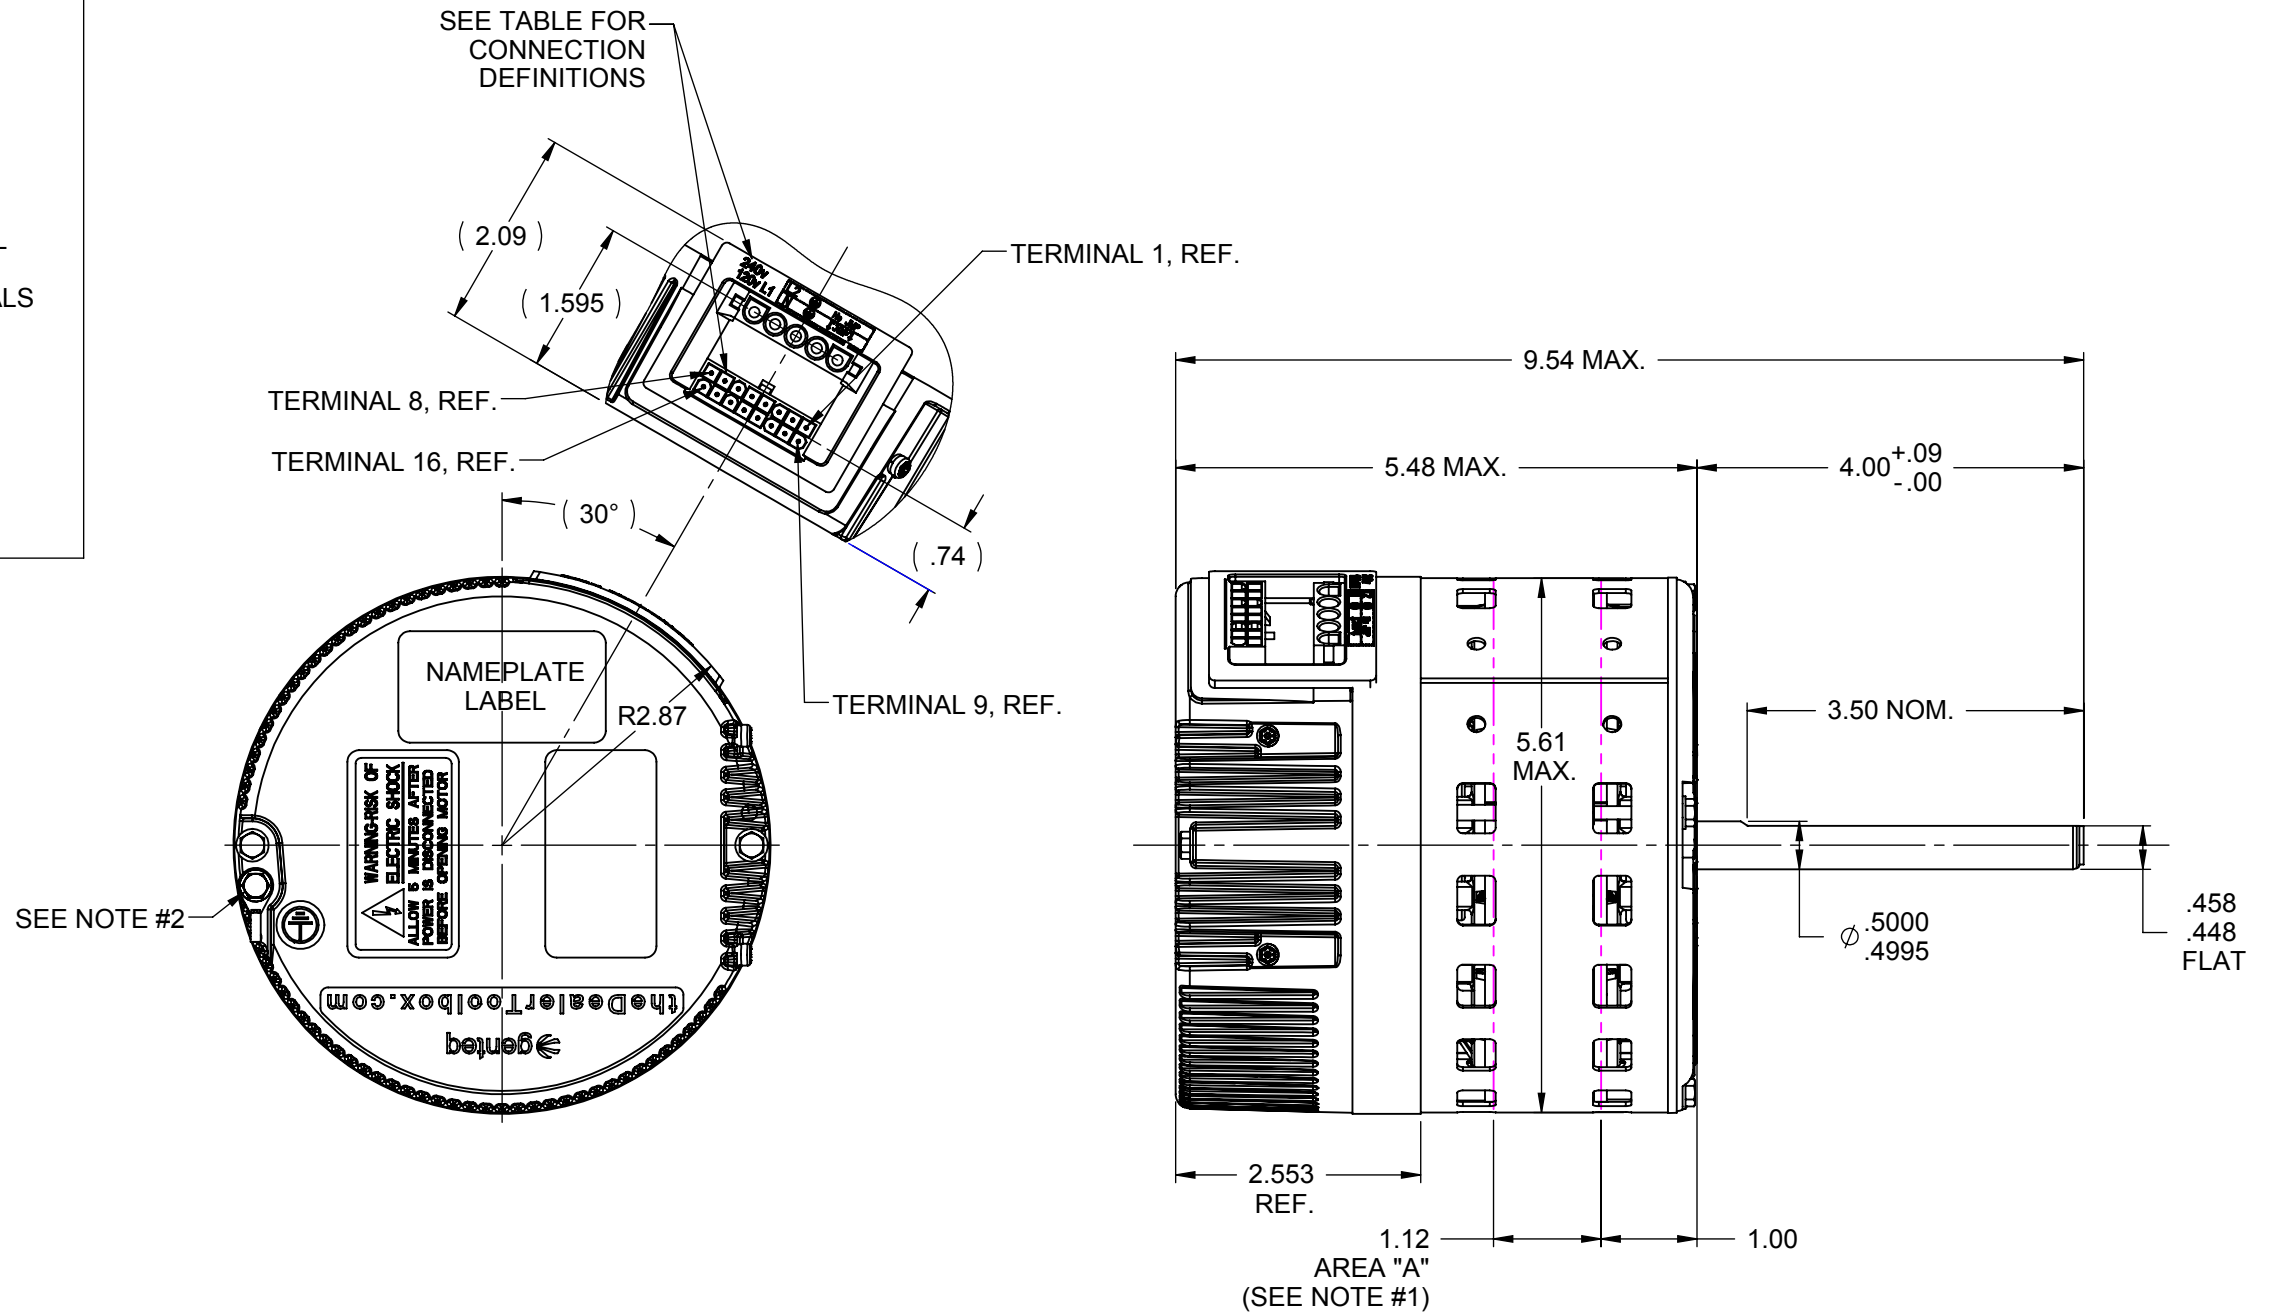 SEE TABLE FOR
CONNECTION
DEFINITIONS
( 2.09 )
( 1.595 )
240v
120v L1
TERMINAL 1, REF.
ALS
TERMINAL 8, REF.
TERMINAL 16, REF.
( 30° )
( .74 )
NAMEPLATE
LABEL
R2.87
TERMINAL 9, REF.
WARNING-RISK OF
ELECTRIC SHOCK
ALLOW 5 MINUTES AFTER
POWER IS DISCONNECTED
BEFORE OPENING MOTOR
SEE NOTE #2
theDealerToolbox.com
genteq
9.54 MAX.
5.48 MAX.
4.00 +.09
-.00
3.50 NOM.
5.61
MAX.
⌀ .5000
.4995
.458
.448
FLAT
2.553
REF.
1.12
AREA "A"
(SEE NOTE #1)
1.00